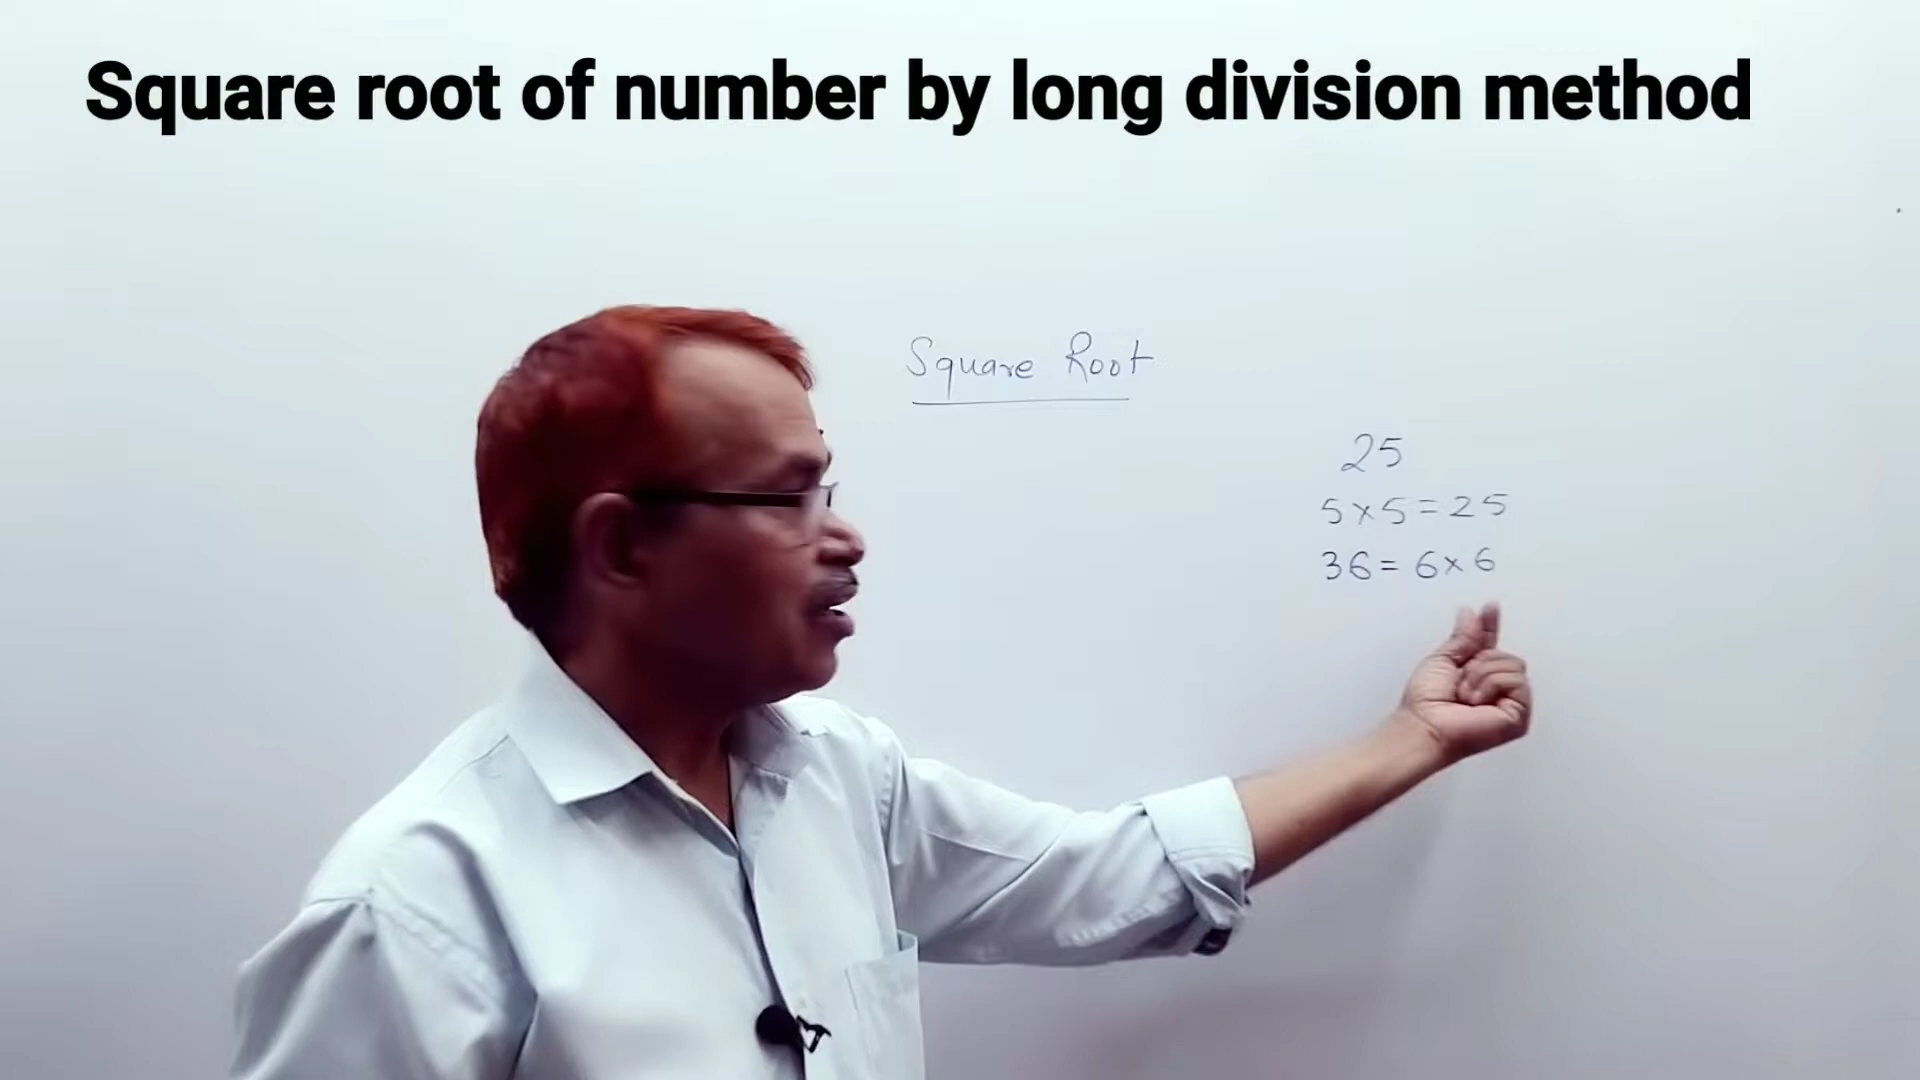 Square root of number by long division method
Square Root
25
5×5=25
36=6×6